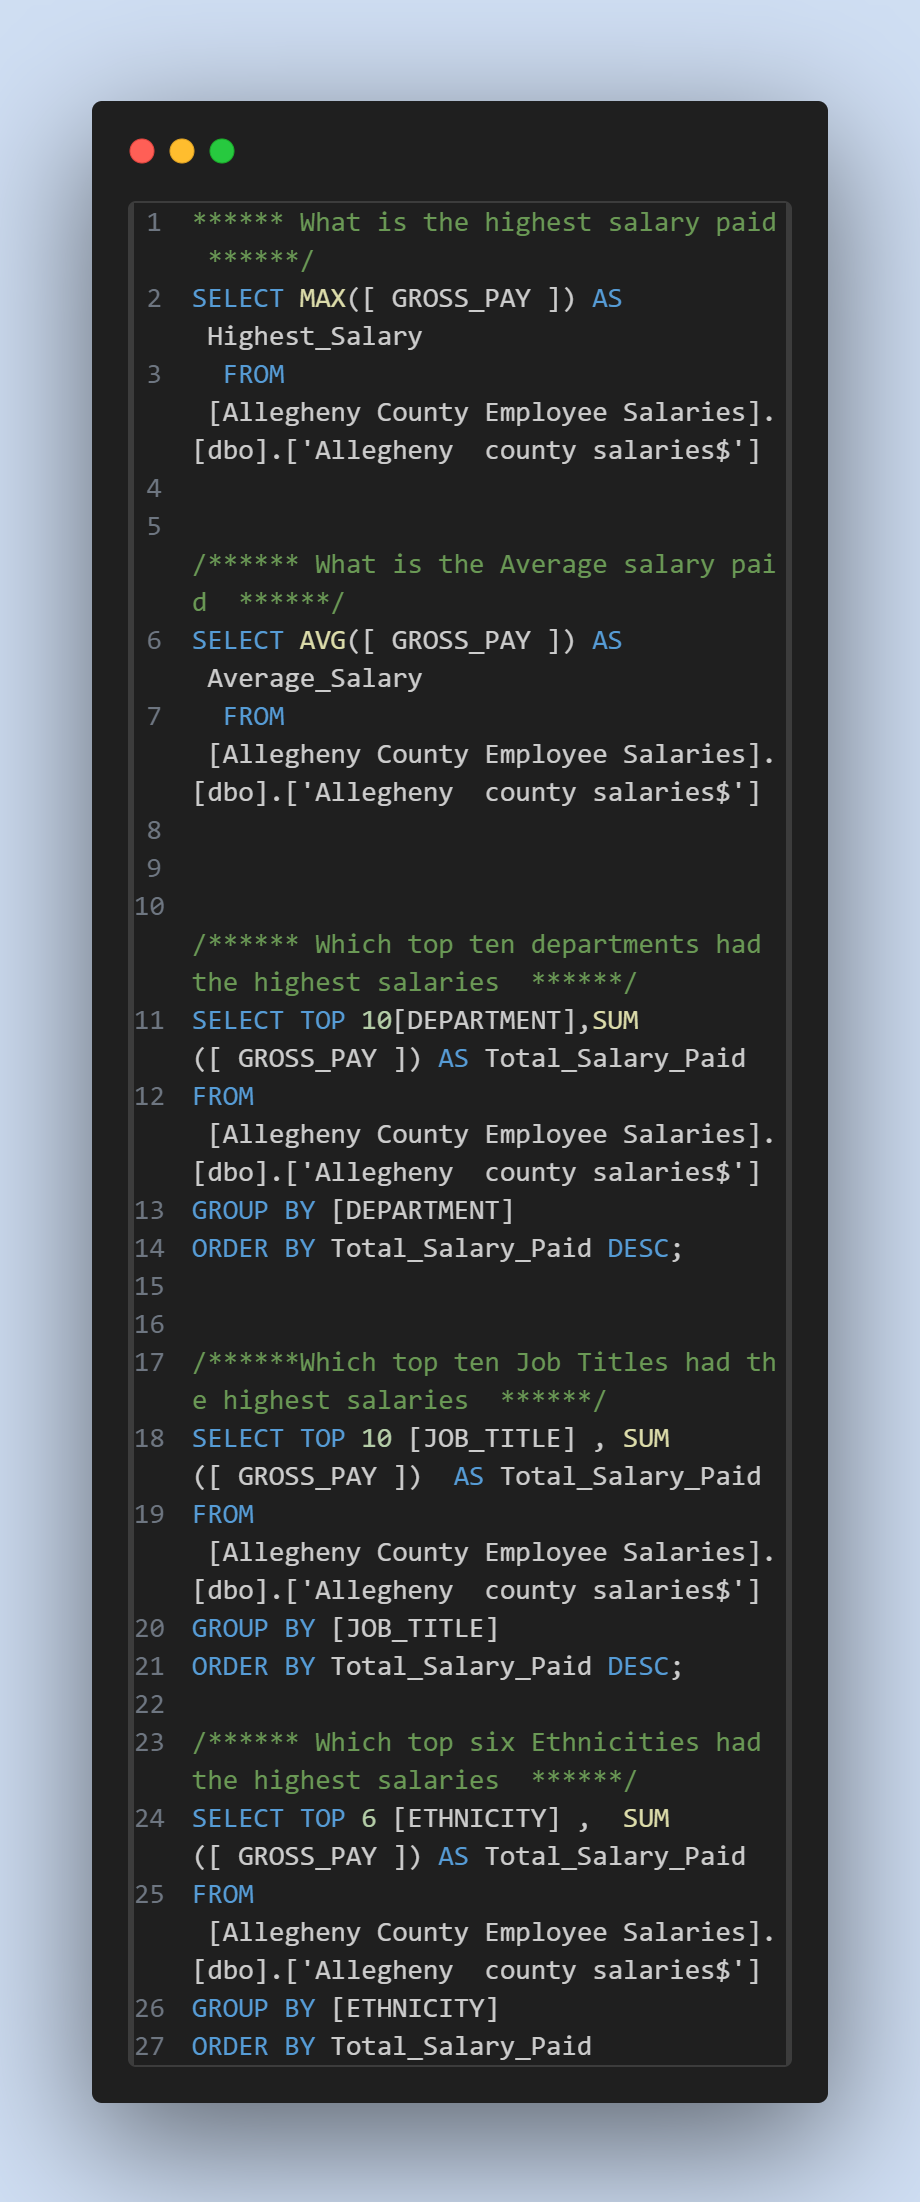 1 ****** What is the highest salary paid
******/
2 SELECT MAX([ GROSS_PAY ]) AS
Highest_Salary
3 FROM
[Allegheny County Employee Salaries].
[dbo].['Allegheny  county salaries$']
4
5
/****** What is the Average salary pai
d  ******/
6 SELECT AVG([ GROSS_PAY ]) AS
Average_Salary
7 FROM
[Allegheny County Employee Salaries].
[dbo].['Allegheny  county salaries$']
8
9
10
/****** Which top ten departments had
the highest salaries  ******/
11 SELECT TOP 10[DEPARTMENT],SUM
([ GROSS_PAY ]) AS Total_Salary_Paid
12 FROM
[Allegheny County Employee Salaries].
[dbo].['Allegheny  county salaries$']
13 GROUP BY [DEPARTMENT]
14 ORDER BY Total_Salary_Paid DESC;
15
16
17 /******Which top ten Job Titles had th
e highest salaries  ******/
18 SELECT TOP 10 [JOB_TITLE] , SUM
([ GROSS_PAY ])  AS Total_Salary_Paid
19 FROM
[Allegheny County Employee Salaries].
[dbo].['Allegheny  county salaries$']
20 GROUP BY [JOB_TITLE]
21 ORDER BY Total_Salary_Paid DESC;
22
23 /****** Which top six Ethnicities had
the highest salaries  ******/
24 SELECT TOP 6 [ETHNICITY] ,  SUM
([ GROSS_PAY ]) AS Total_Salary_Paid
25 FROM
[Allegheny County Employee Salaries].
[dbo].['Allegheny  county salaries$']
26 GROUP BY [ETHNICITY]
27 ORDER BY Total_Salary_Paid